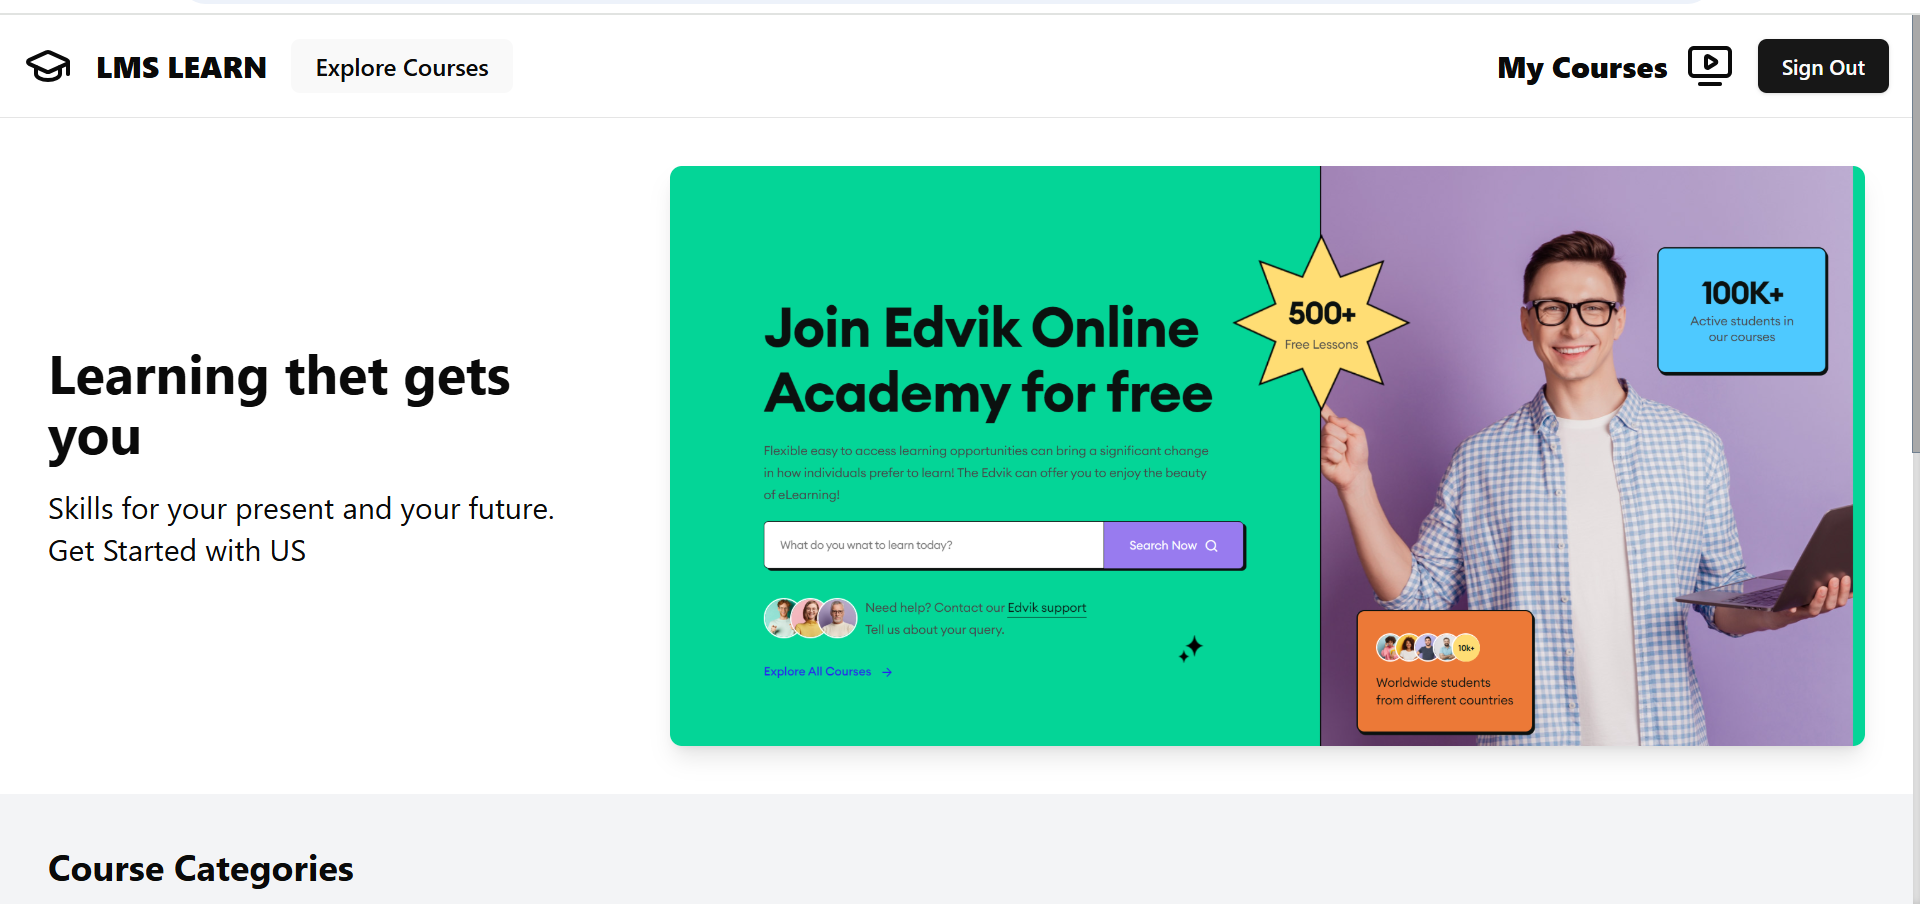 LMS LEARN
Explore Courses
My Courses
Sign Out
Learning thet gets
you
Skills for your present and your future.
Get Started with US
Join Edvik Online
Academy for free
Flexible easy to access learning opportunities can bring a significant change
in how individuals prefer to learn! The Edvik can offer you to enjoy the beauty
of eLearning!
What do you wnat to learn today?
Search Now
Need help? Contact our Edvik support
Tell us about your query.
Explore All Courses
500+
Free Lessons
100K+
Active students in
our courses
10k+
Worldwide students
from different countries
Course Categories